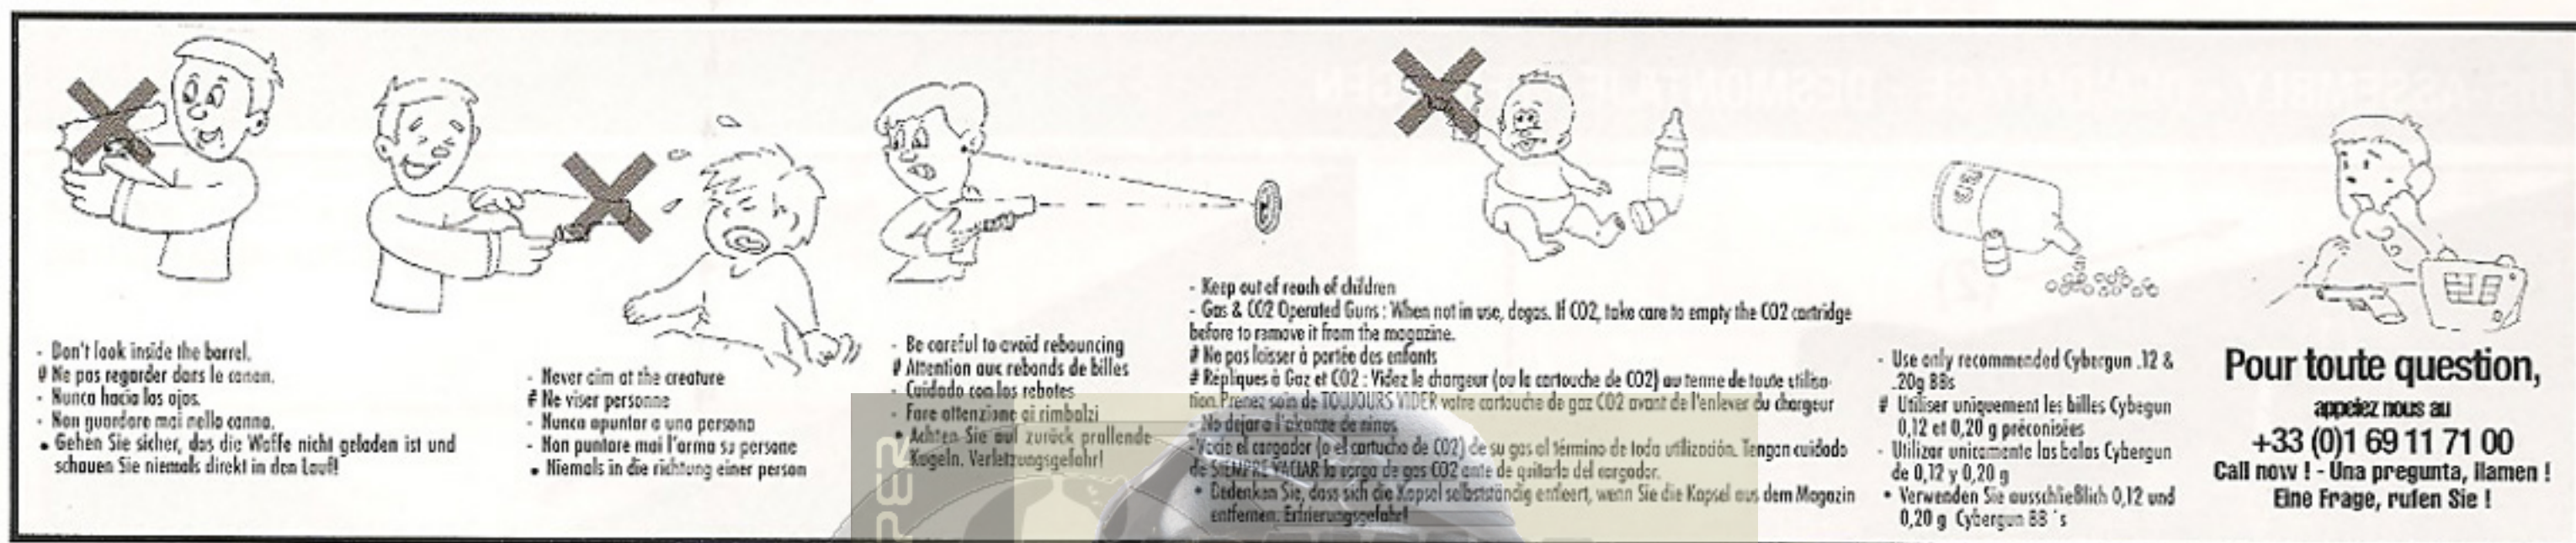 - Don't look inside the barrel.
# Ne pas regarder dans le canon.
- Nunca hacia los ojos.
- Non guardare mai nella canna.
• Gehen Sie sicher, das die Waffe nicht geladen ist und
schauen Sie niemals direkt in den Lauf!
- Never aim at the creature
# Ne viser personne
- Nunca apuntar a una persona
- Non puntare mai l'arma su persone
• Niemals in die richtung einer person
- Be careful to avoid rebouncing
# Attention aux rebonds de billes
- Cuidado con los rebotes
- Fare attenzione ai rimbalzi
• Achten Sie auf zurück prallende
Kugeln. Verletzungsgefahr!
- Keep out of reach of children
- Gas & CO2 Operated Guns : When not in use, degas. If CO2, take care to empty the CO2 cartridge
before to remove it from the magazine.
# Ne pas laisser à portée des enfants
# Répliques à Gaz et CO2 : Videz le chargeur (ou la cartouche de CO2) au terme de toute utilisa-
tion. Prenez soin de TOUJOURS VIDER votre cartouche de gaz CO2 avant de l'enlever du chargeur
- No dejar a l'alcanze de ninos
- Vacie el cargador (o el cartucho de CO2) de su gas al término de toda utilización. Tengan cuidado
de SIEMPRE VACIAR la carga de gas CO2 ante de quitarla del cargador.
• Bedenken Sie, dass sich die Kapsel selbstständig entleert, wenn Sie die Kapsel aus dem Magazin
entfernen. Erfrierungsgefahr!
BB
- Use only recommended Cybergun .12 &
.20g BBs
# Utiliser uniquement les billes Cybegun
0,12 et 0,20 g préconisées
- Utilizar unicamente las balas Cybergun
de 0,12 y 0,20 g
• Verwenden Sie ausschließlich 0,12 und
0,20 g Cybergun BB ´s
Pour toute question,
appelez nous au
+33 (0)1 69 11 71 00
Call now ! - Una pregunta, llamen !
Eine Frage, rufen Sie !